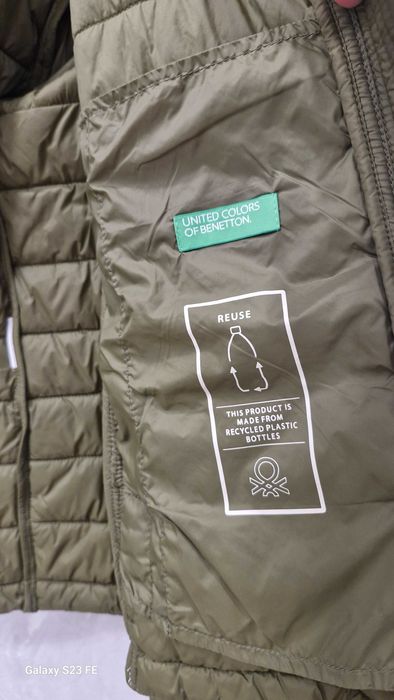 UNITED COLORS
OF BENETTON.
REUSE
THIS PRODUCT IS
MADE FROM
RECYCLED PLASTIC
BOTTLES
Galaxy S23 FE